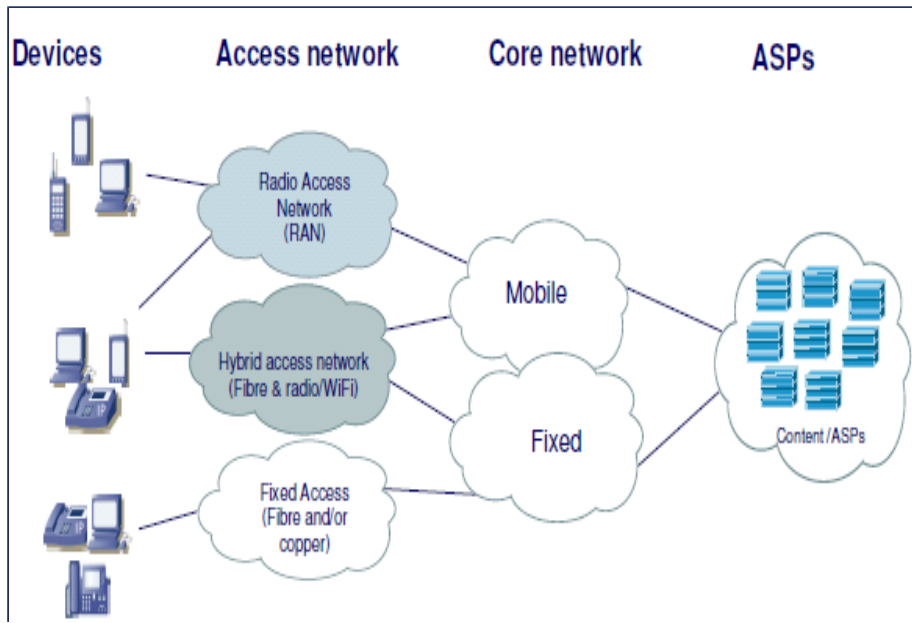 Devices
Access network
Core network
ASPs
Radio Access
Network
(RAN)
Mobile
Hybrid access network
(Fibre & radio/WiFi)
IP
Content /ASPs
Fixed
Fixed Access
(Fibre and/or
copper)
IP